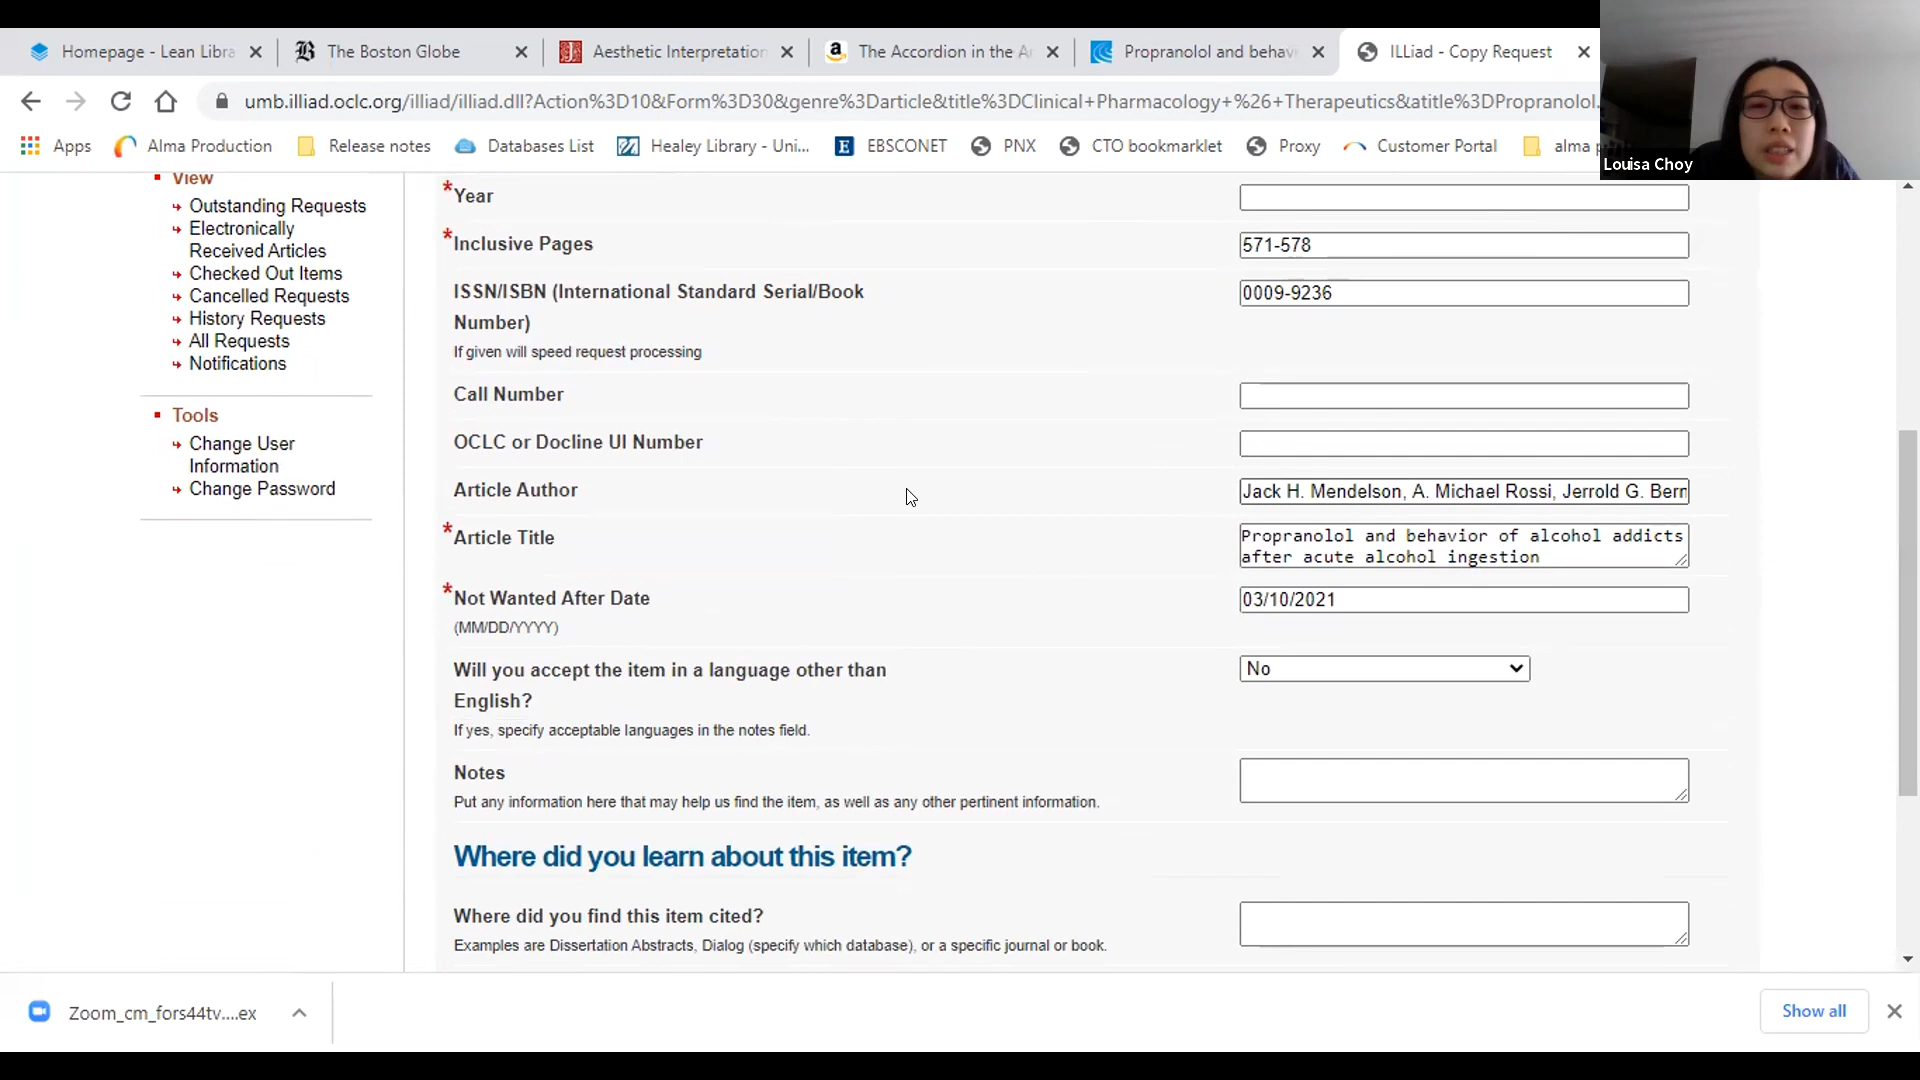 Homepage - Lean Libra
The Boston Globe
Aesthetic Interpretation
The Accordion in the A
Propranolol and behav
ILLiad - Copy Request
umb.illiad.oclc.org/illiad/illiad.dll?Action%3D10&Form%3D30&genre%3Darticle&title%3DClinical+Pharmacology+%26+Therapeutics&atitle%3DPropranolol.
Apps
Alma Production
Release notes
Databases List
Healey Library - Uni...
EBSCONET
PNX
CTO bookmarklet
Proxy
Customer Portal
alma p
Louisa Choy
View
Outstanding Requests
Electronically
Received Articles
Checked Out Items
Cancelled Requests
History Requests
All Requests
Notifications
Tools
Change User
Information
Change Password
*Year
*Inclusive Pages
571-578
ISSN/ISBN (International Standard Serial/Book
Number)
0009-9236
If given will speed request processing
Call Number
OCLC or Docline UI Number
Article Author
Jack H. Mendelson, A. Michael Rossi, Jerrold G. Bern
*Article Title
Propranolol and behavior of alcohol addicts
after acute alcohol ingestion
*Not Wanted After Date
03/10/2021
(MM/DD/YYYY)
Will you accept the item in a language other than
English?
No
If yes, specify acceptable languages in the notes field.
Notes
Put any information here that may help us find the item, as well as any other pertinent information.
Where did you learn about this item?
Where did you find this item cited?
Examples are Dissertation Abstracts, Dialog (specify which database), or a specific journal or book.
Zoom_cm_fors44tv....ex
Show all